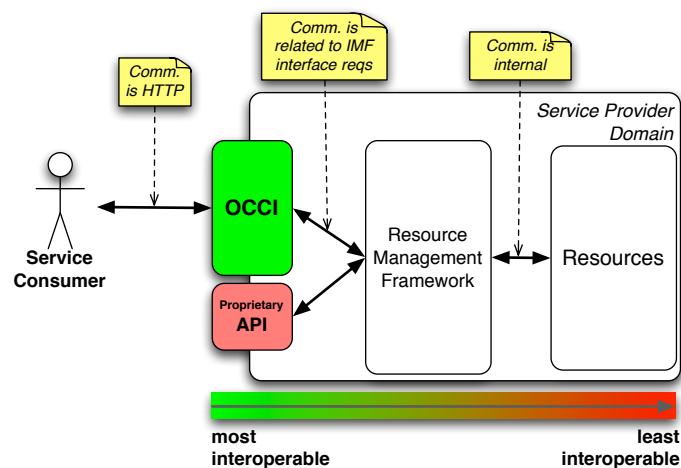 Comm. is
related to IMF
interface reqs
Comm. is
internal
Comm.
is HTTP
Service Provider
Domain
OCCI
Resource
Management
Framework
Resources
Service
Consumer
Proprietary
API
most
interoperable
least
interoperable